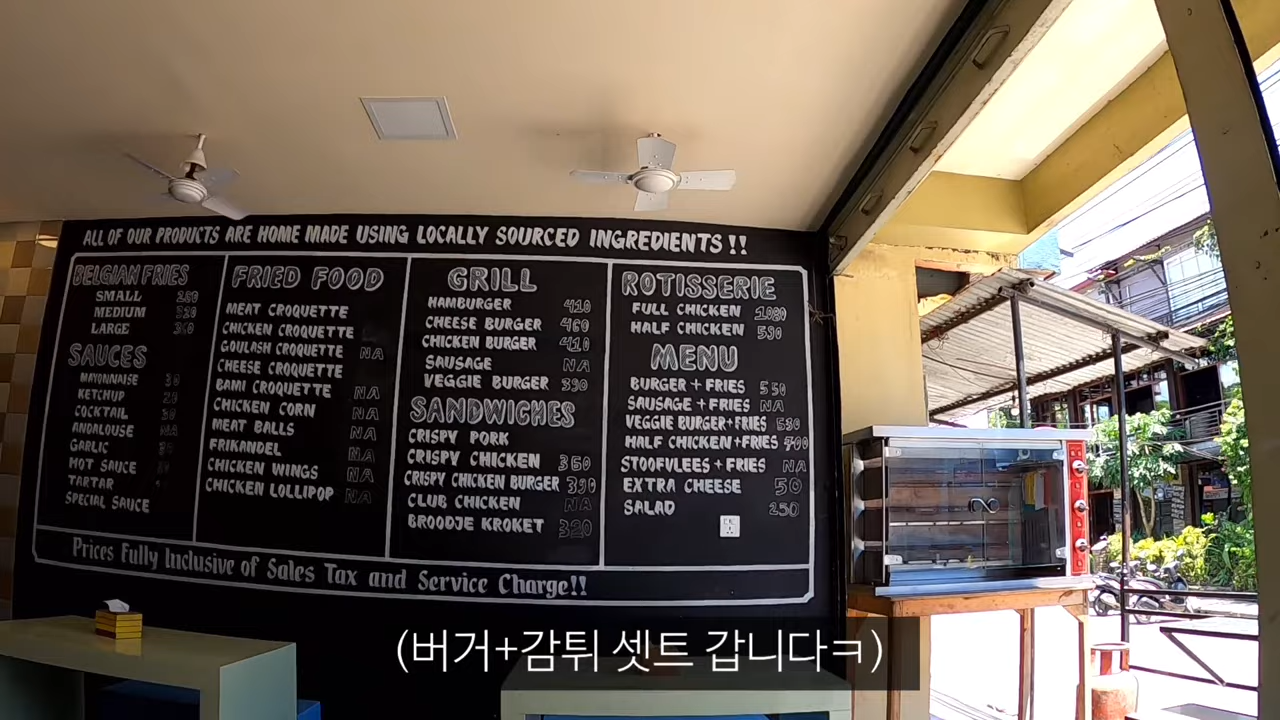 ALL OF OUR PRODUCTS ARE HOME MADE USING LOCALLY SOURCED INGREDIENTS!!
BELGIAN FRIES
SMALL
MEDIUM
LARGE
SAUCES
MAYONNAISE
KETCHUP
COCKTAIL
ANDALOUSE NA
GARLIC
HOT SAUCE
TARTAR
SPECIAL SAUCE
FRIED FOOD
MEAT CROQUETTE
CHICKEN CROQUETTE
GOULASH CROQUETTE NA
CHEESE CROQUETTE
BAMI CROQUETTE NA
CHICKEN CORN NA
MEAT BALLS NA
FRIKANDEL NA
CHICKEN WINGS NA
CHICKEN LOLLIPOP NA
GRILL
HAMBURGER 410
CHEESE BURGER 460
CHICKEN BURGER 410
SAUSAGE NA
VEGGIE BURGER 390
SANDWICHES
CRISPY PORK
CRISPY CHICKEN 350
CRISPY CHICKEN BURGER 390
CLUB CHICKEN NA
BROODJE KROKET 320
ROTISSERIE
FULL CHICKEN
HALF CHICKEN
MENU
BURGER + FRIES 550
SAUSAGE + FRIES NA
VEGGIE BURGER + FRIES
HALF CHICKEN + FRIES 700
STOOFVLEES + FRIES NA
EXTRA CHEESE 50
SALAD 250
Prices Fully Inclusive of Sales Tax and Service Charge!!
(버거+감튀 셋트 갑니다ㅋ)